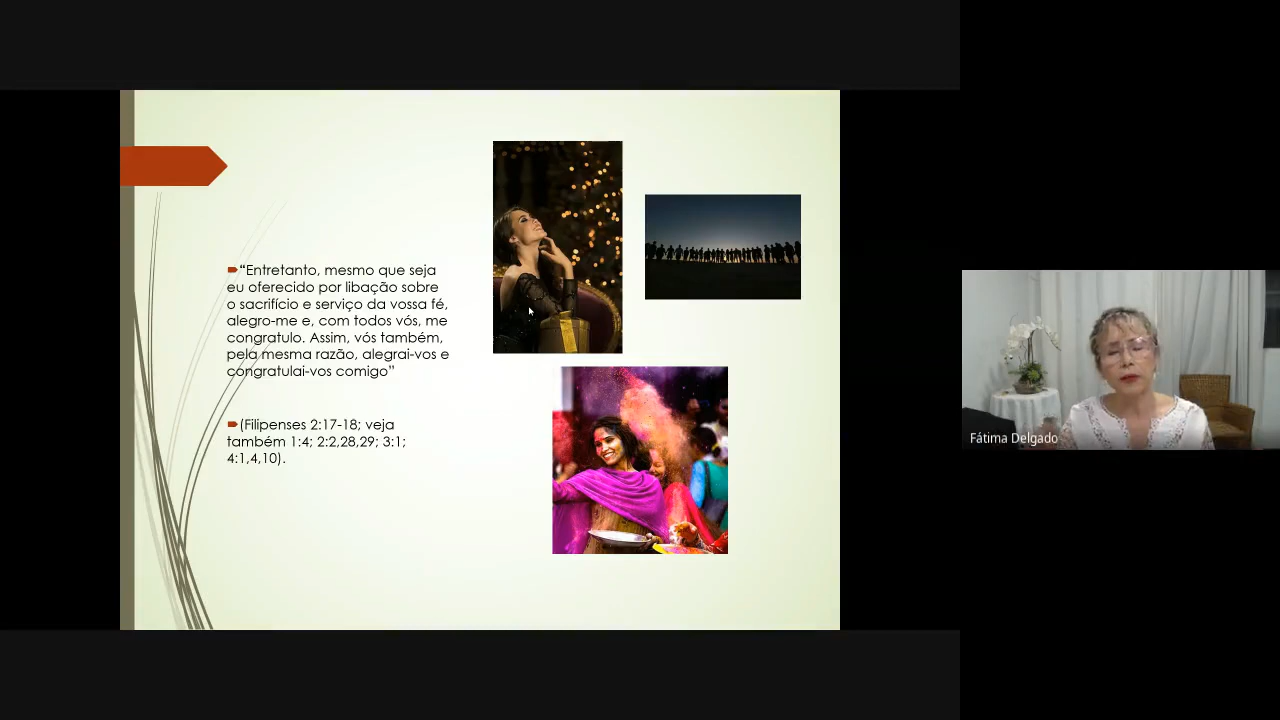 “Entretanto, mesmo que seja
eu oferecido por libação sobre
o sacrifício e serviço da vossa fé,
alegro-me e, com todos vós, me
congratulo. Assim, vós também,
pela mesma razão, alegrai-vos e
congratulai-vos comigo”
(Filipenses 2:17-18; veja
também 1:4; 2:2,28,29; 3:1;
4:1,4,10).
Fátima Delgado